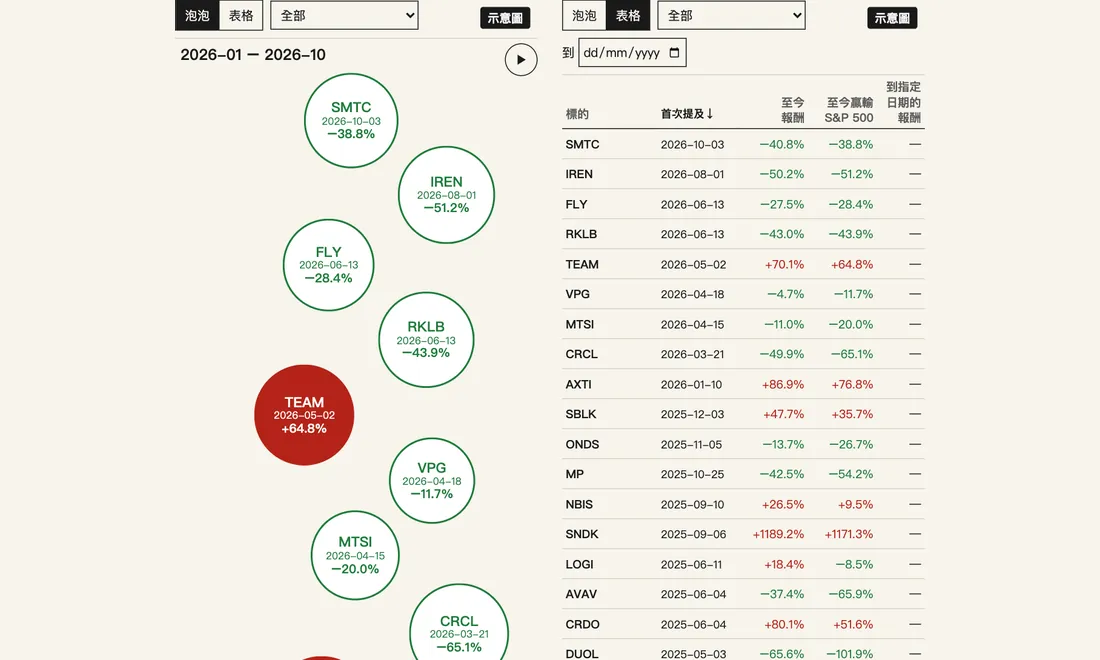 泡泡 表格 全部 示意圖
2026–01 — 2026–10
SMTC
2026–10–03
−38.8%
IREN
2026–08–01
−51.2%
FLY
2026–06–13
−28.4%
RKLB
2026–06–13
−43.9%
TEAM
2026–05–02
+64.8%
VPG
2026–04–18
−11.7%
MTSI
2026–04–15
−20.0%
CRCL
2026–03–21
−65.1%
泡泡 表格 全部 示意圖
到 dd/mm/yyyy
標的 首次提及↓ 至今報酬 至今贏輸 S&P 500 到指定日期的報酬
SMTC 2026–10–03 −40.8% −38.8% —
IREN 2026–08–01 −50.2% −51.2% —
FLY 2026–06–13 −27.5% −28.4% —
RKLB 2026–06–13 −43.0% −43.9% —
TEAM 2026–05–02 +70.1% +64.8% —
VPG 2026–04–18 −4.7% −11.7% —
MTSI 2026–04–15 −11.0% −20.0% —
CRCL 2026–03–21 −49.9% −65.1% —
AXTI 2026–01–10 +86.9% +76.8% —
SBLK 2025–12–03 +47.7% +35.7% —
ONDS 2025–11–05 −13.7% −26.7% —
MP 2025–10–25 −42.5% −54.2% —
NBIS 2025–09–10 +26.5% +9.5% —
SNDK 2025–09–06 +1189.2% +1171.3% —
LOGI 2025–06–11 +18.4% −8.5% —
AVAV 2025–06–04 −37.4% −65.9% —
CRDO 2025–06–04 +80.1% +51.6% —
DUOL 2025–05–03 −65.6% −101.9% —